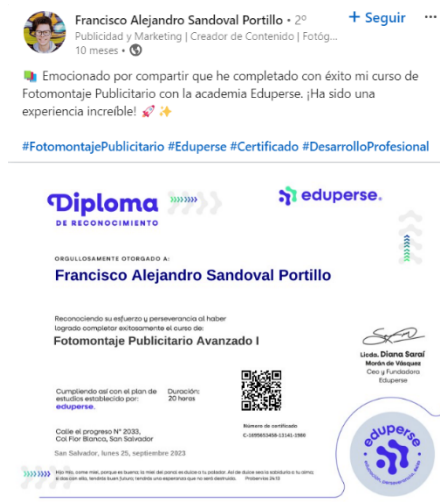 Francisco Alejandro Sandoval Portillo • 2º
+ Seguir
Publicidad y Marketing | Creador de Contenido | Fotóg...
10 meses •
Emocionado por compartir que he completado con éxito mi curso de
Fotomontaje Publicitario con la academia Eduperse. ¡Ha sido una
experiencia increíble!
#FotomontajePublicitario #Eduperse #Certificado #DesarrolloProfesional
Diploma
DE RECONOCIMIENTO
eduperse.
ORGULLOSAMENTE OTORGADO A:
Francisco Alejandro Sandoval Portillo
Reconociendo su esfuerzo y perseverancia al haber
logrado completar exitosamente el curso de:
Fotomontaje Publicitario Avanzado I
Licda. Diana Saraí
Morán de Vásquez
Ceo y Fundadora
Eduperse
Cumpliendo así con el plan de
estudios establecido por:
eduperse.
Duración:
20 horas
Número de certificado
Calle el progreso N° 2033,
Col Flor Blanca, San Salvador
San Salvador, lunes 25, septiembre 2023
eduperse
Proverbios 24:13